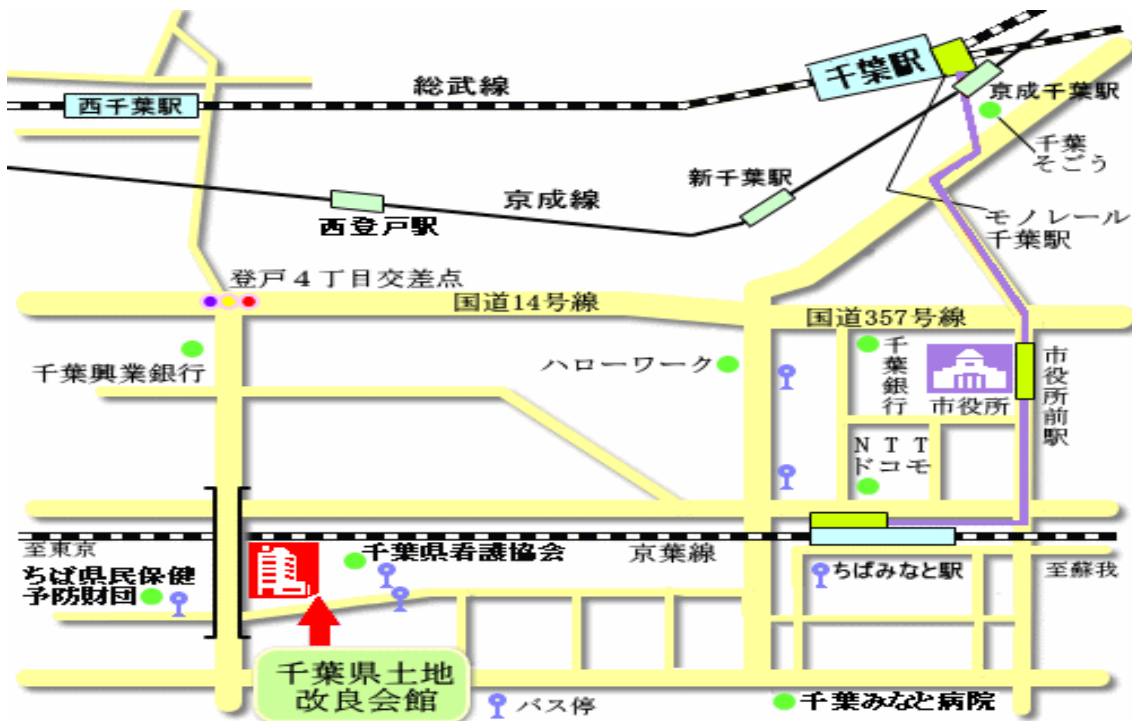 総武線
千葉駅
西千葉駅
京成千葉駅
千葉
そごう
新千葉駅
京成線
西登戸駅
モノレール
千葉駅
登戸４丁目交差点
国道14号線
国道357号線
千葉興業銀行
ハローワーク
千葉銀行
市役所
市役所前駅
ＮＴＴ
ドコモ
至東京
千葉県看護協会
京葉線
ちばみなと駅
至蘇我
ちば県民保健
予防財団
千葉県土地
改良会館
バス停
千葉みなと病院